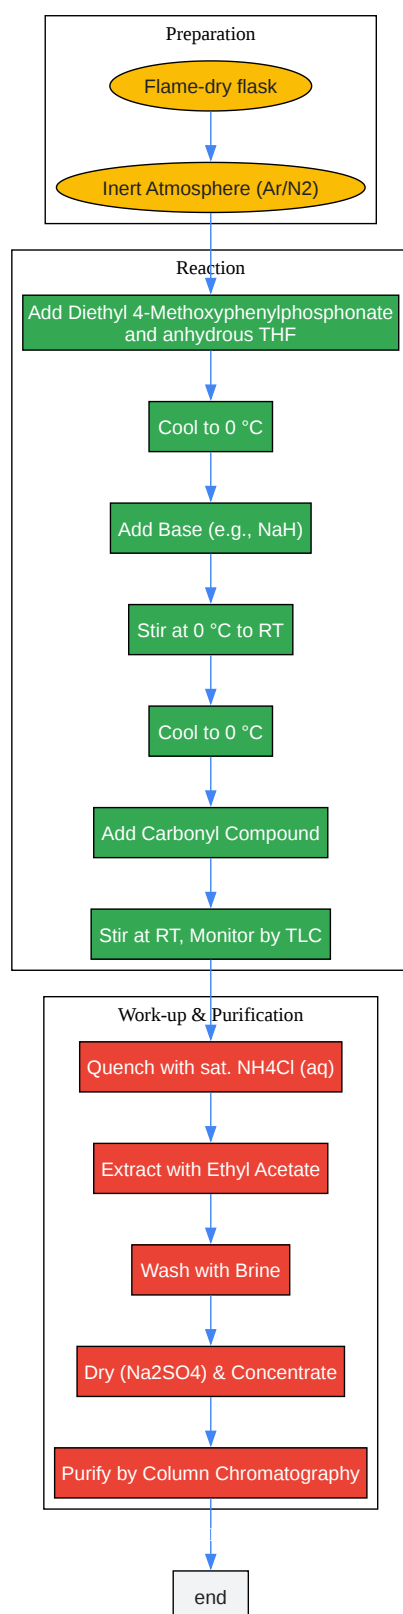 Preparation
Flame-dry flask
Inert Atmosphere (Ar/N2)
Reaction
Add Diethyl 4-Methoxyphenylphosphonate
and anhydrous THF
Cool to 0 °C
Add Base (e.g., NaH)
Stir at 0 °C to RT
Cool to 0 °C
Add Carbonyl Compound
Stir at RT, Monitor by TLC
Work-up & Purification
Quench with sat. NH4Cl (aq)
Extract with Ethyl Acetate
Wash with Brine
Dry (Na2SO4) & Concentrate
Purify by Column Chromatography
end